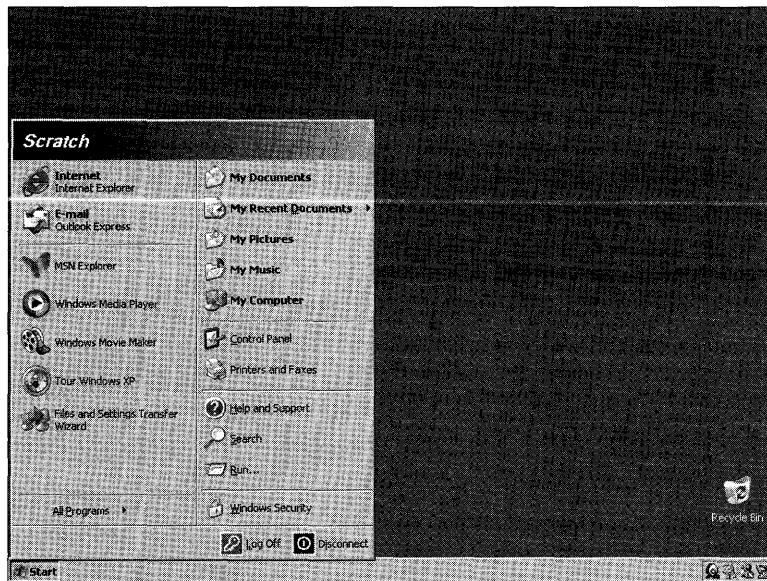 Scratch
Internet
Internet Explorer
E-mail
Outlook Express
MSN Explorer
Windows Media Player
Windows Movie Maker
Tour Windows XP
Files and Settings Transfer
Wizard
All Programs
My Documents
My Recent Documents
My Pictures
My Music
My Computer
Control Panel
Printers and Faxes
Help and Support
Search
Run...
Windows Security
Log Off
Disconnect
Recycle Bin
Start